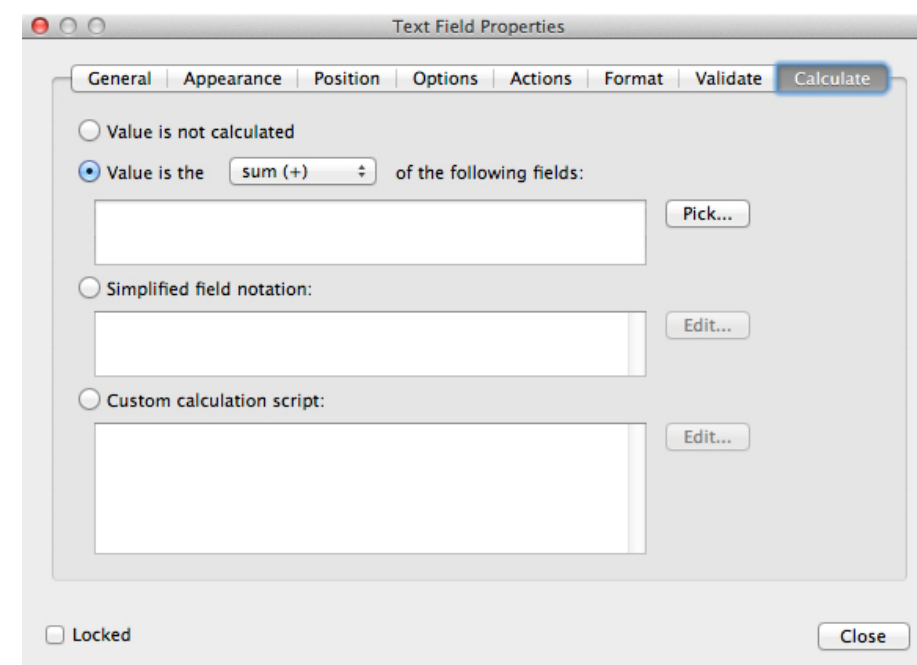 Text Field Properties
General Appearance Position Options Actions Format Validate Calculate
Value is not calculated
Value is the sum (+) of the following fields:
Pick...
Simplified field notation:
Edit...
Custom calculation script:
Edit...
Locked Close